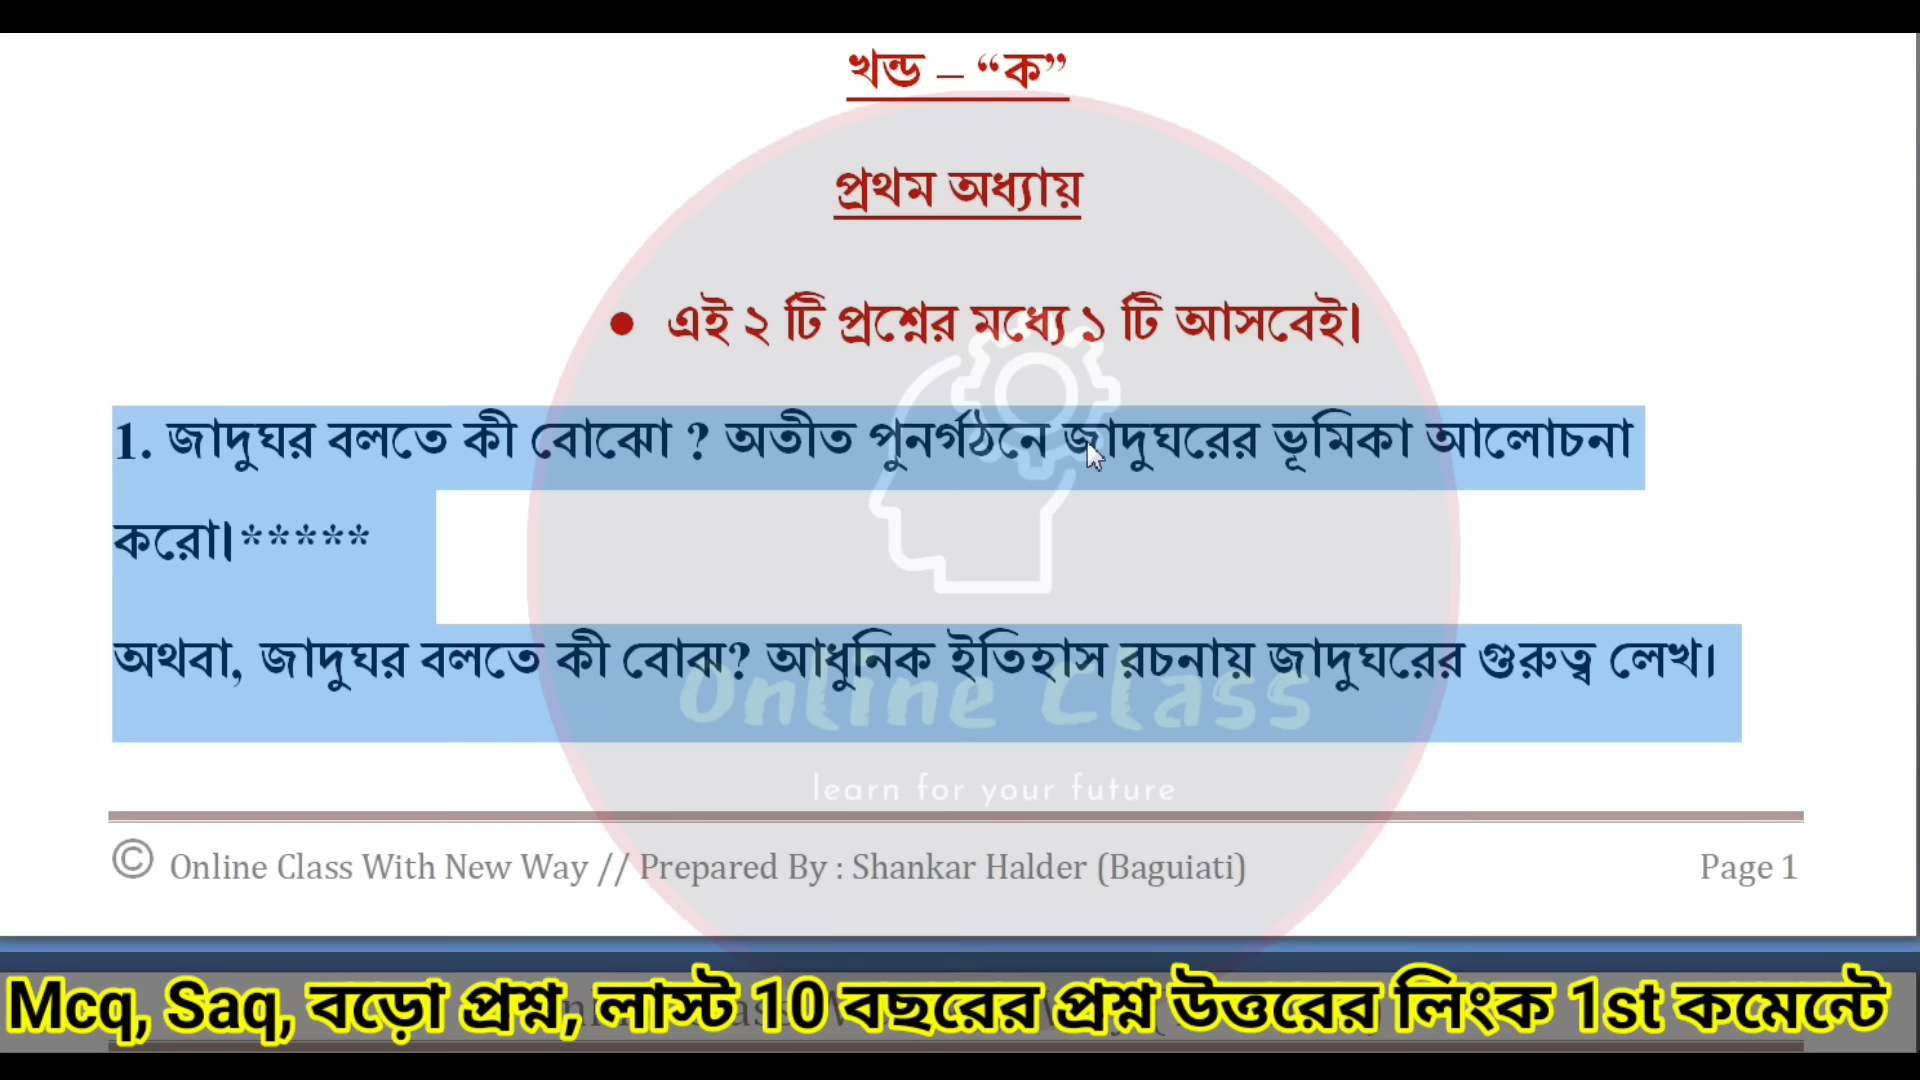 খন্ড – “ক”
প্রথম অধ্যায়
● এই ২ টি প্রশ্নের মধ্যে ১ টি আসবেই।
1. জাদুঘর বলতে কী বোঝো ? অতীত পুনর্গঠনে জাদুঘরের ভূমিকা আলোচনা
করো।*****
অথবা, জাদুঘর বলতে কী বোঝ? আধুনিক ইতিহাস রচনায় জাদুঘরের গুরুত্ব লেখ।
Online Class
learn for your future
© Online Class With New Way // Prepared By : Shankar Halder (Baguiati) Page 1
Mcq, Saq, বড়ো প্রশ্ন, লাস্ট 10 বছরের প্রশ্ন উত্তরের লিংক 1st কমেন্টে